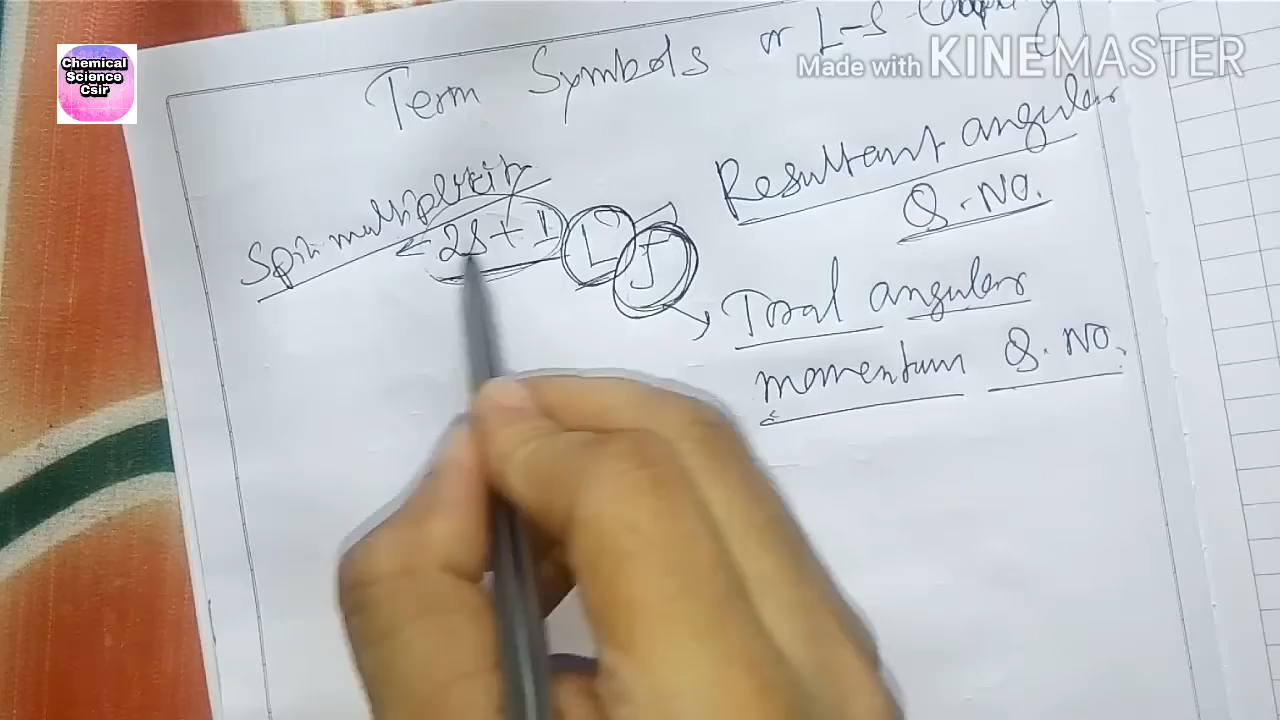 Chemical
Science
Csir
Made with KINEMASTER
Term Symbols or L-S Coupling
Spin multiplicity
2S+1 L J
Resultant angular
Q. No.
Total angular
momentum Q. No.